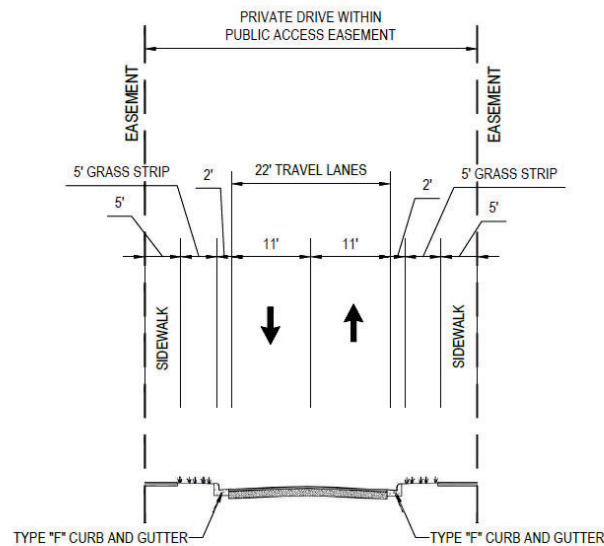 PRIVATE DRIVE WITHIN
PUBLIC ACCESS EASEMENT
EASEMENT
EASEMENT
5' GRASS STRIP
2'
22' TRAVEL LANES
2'
5' GRASS STRIP
5'
5'
11'
11'
SIDEWALK
SIDEWALK
TYPE "F" CURB AND GUTTER
TYPE "F" CURB AND GUTTER